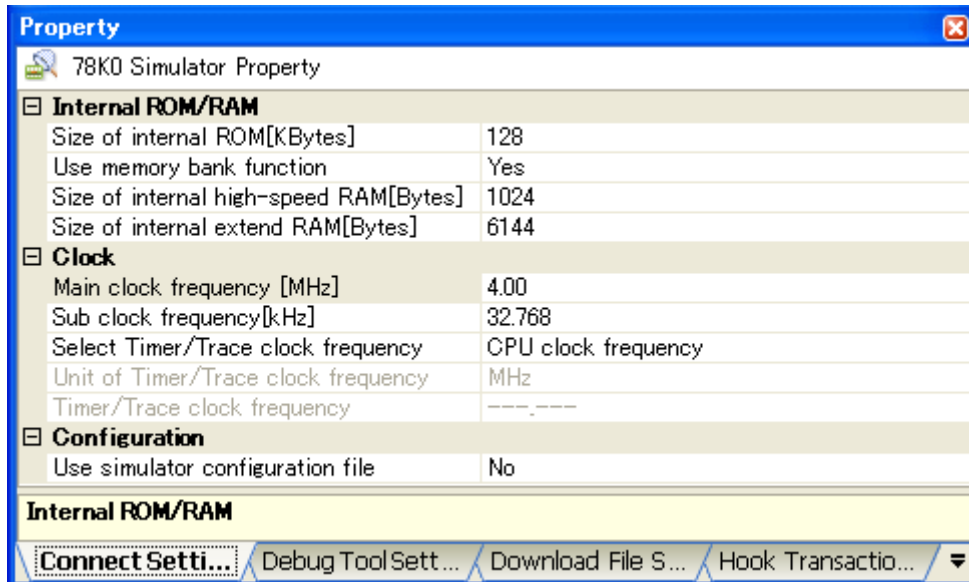 Property
78K0 Simulator Property
Internal ROM/RAM
Size of internal ROM[KBytes] 128
Use memory bank function Yes
Size of internal high-speed RAM[Bytes] 1024
Size of internal extend RAM[Bytes] 6144
Clock
Main clock frequency [MHz] 4.00
Sub clock frequency[kHz] 32.768
Select Timer/Trace clock frequency CPU clock frequency
Unit of Timer/Trace clock frequency MHz
Timer/Trace clock frequency ---.---
Configuration
Use simulator configuration file No
Internal ROM/RAM
Connect Setti... Debug Tool Sett... Download File S... Hook Transactio...